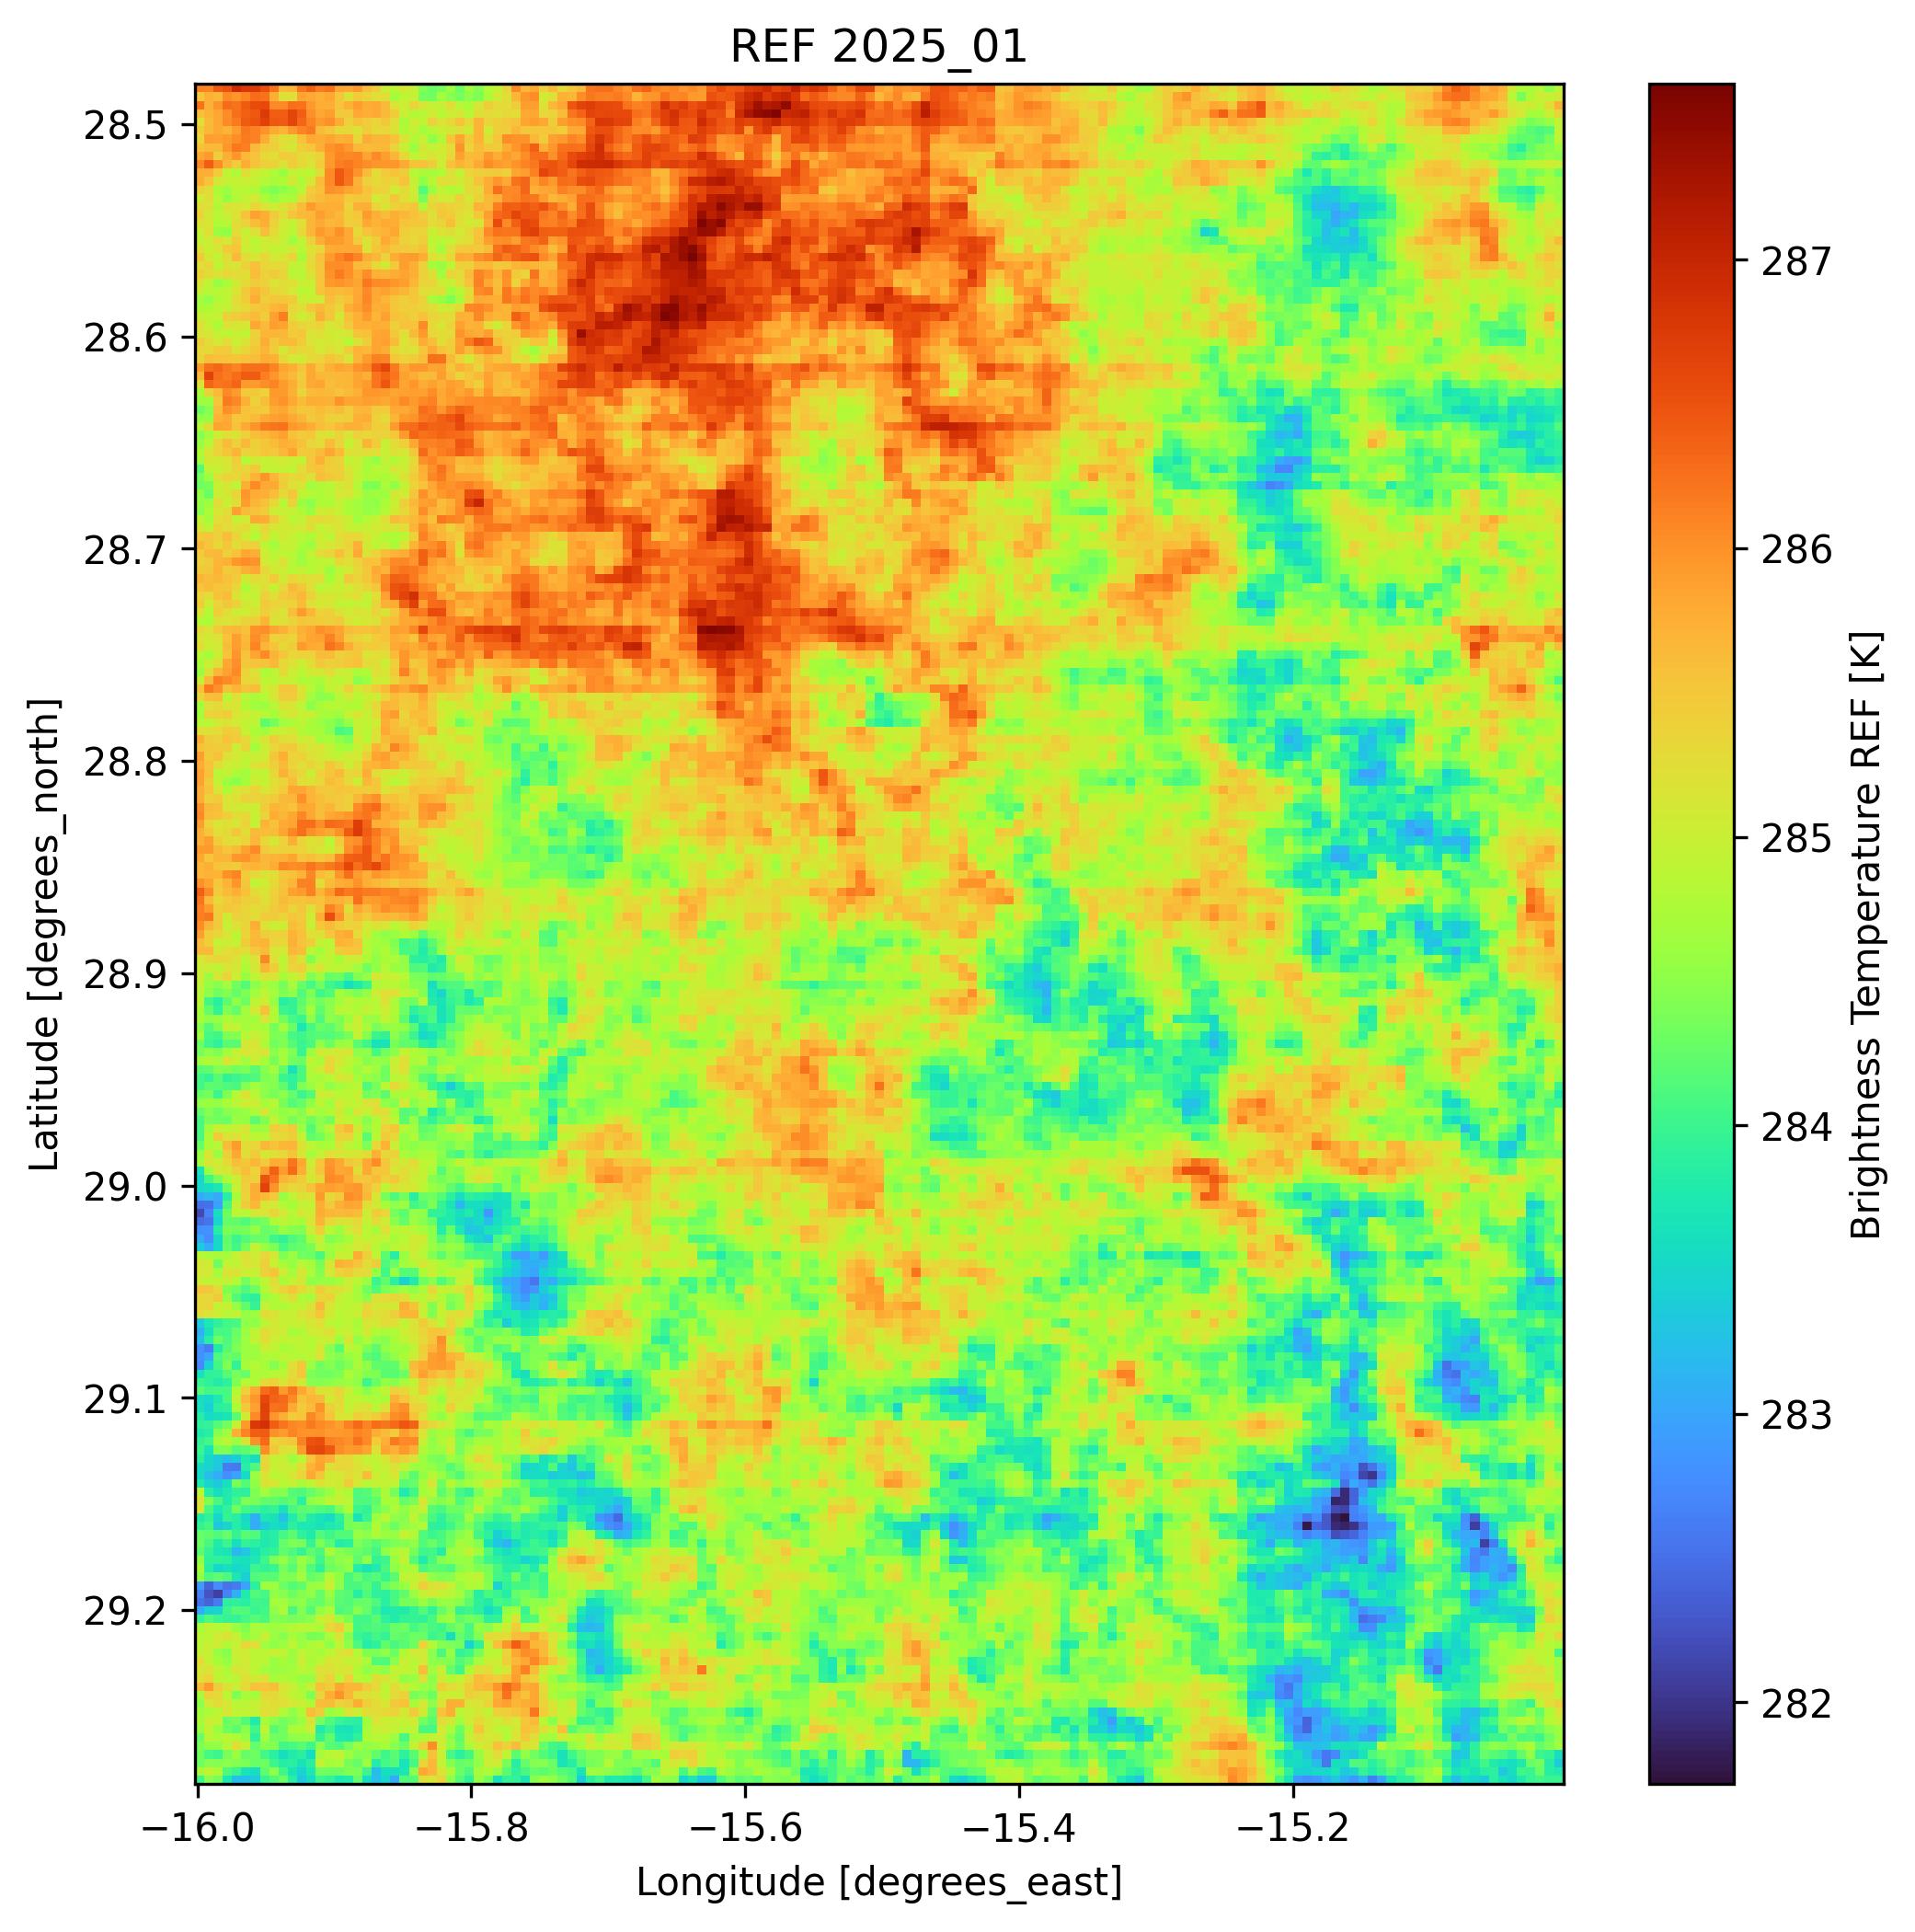 REF 2025_01
28.5
28.6
28.7
28.8
28.9
29.0
29.1
29.2
Latitude [degrees_north]
−16.0 −15.8 −15.6 −15.4 −15.2
Longitude [degrees_east]
287
286
285
284
283
282
Brightness Temperature REF [K]